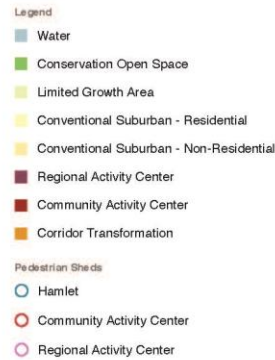 Legend
Water
Conservation Open Space
Limited Growth Area
Conventional Suburban - Residential
Conventional Suburban - Non-Residential
Regional Activity Center
Community Activity Center
Corridor Transformation
Pedestrian Sheds
Hamlet
Community Activity Center
Regional Activity Center